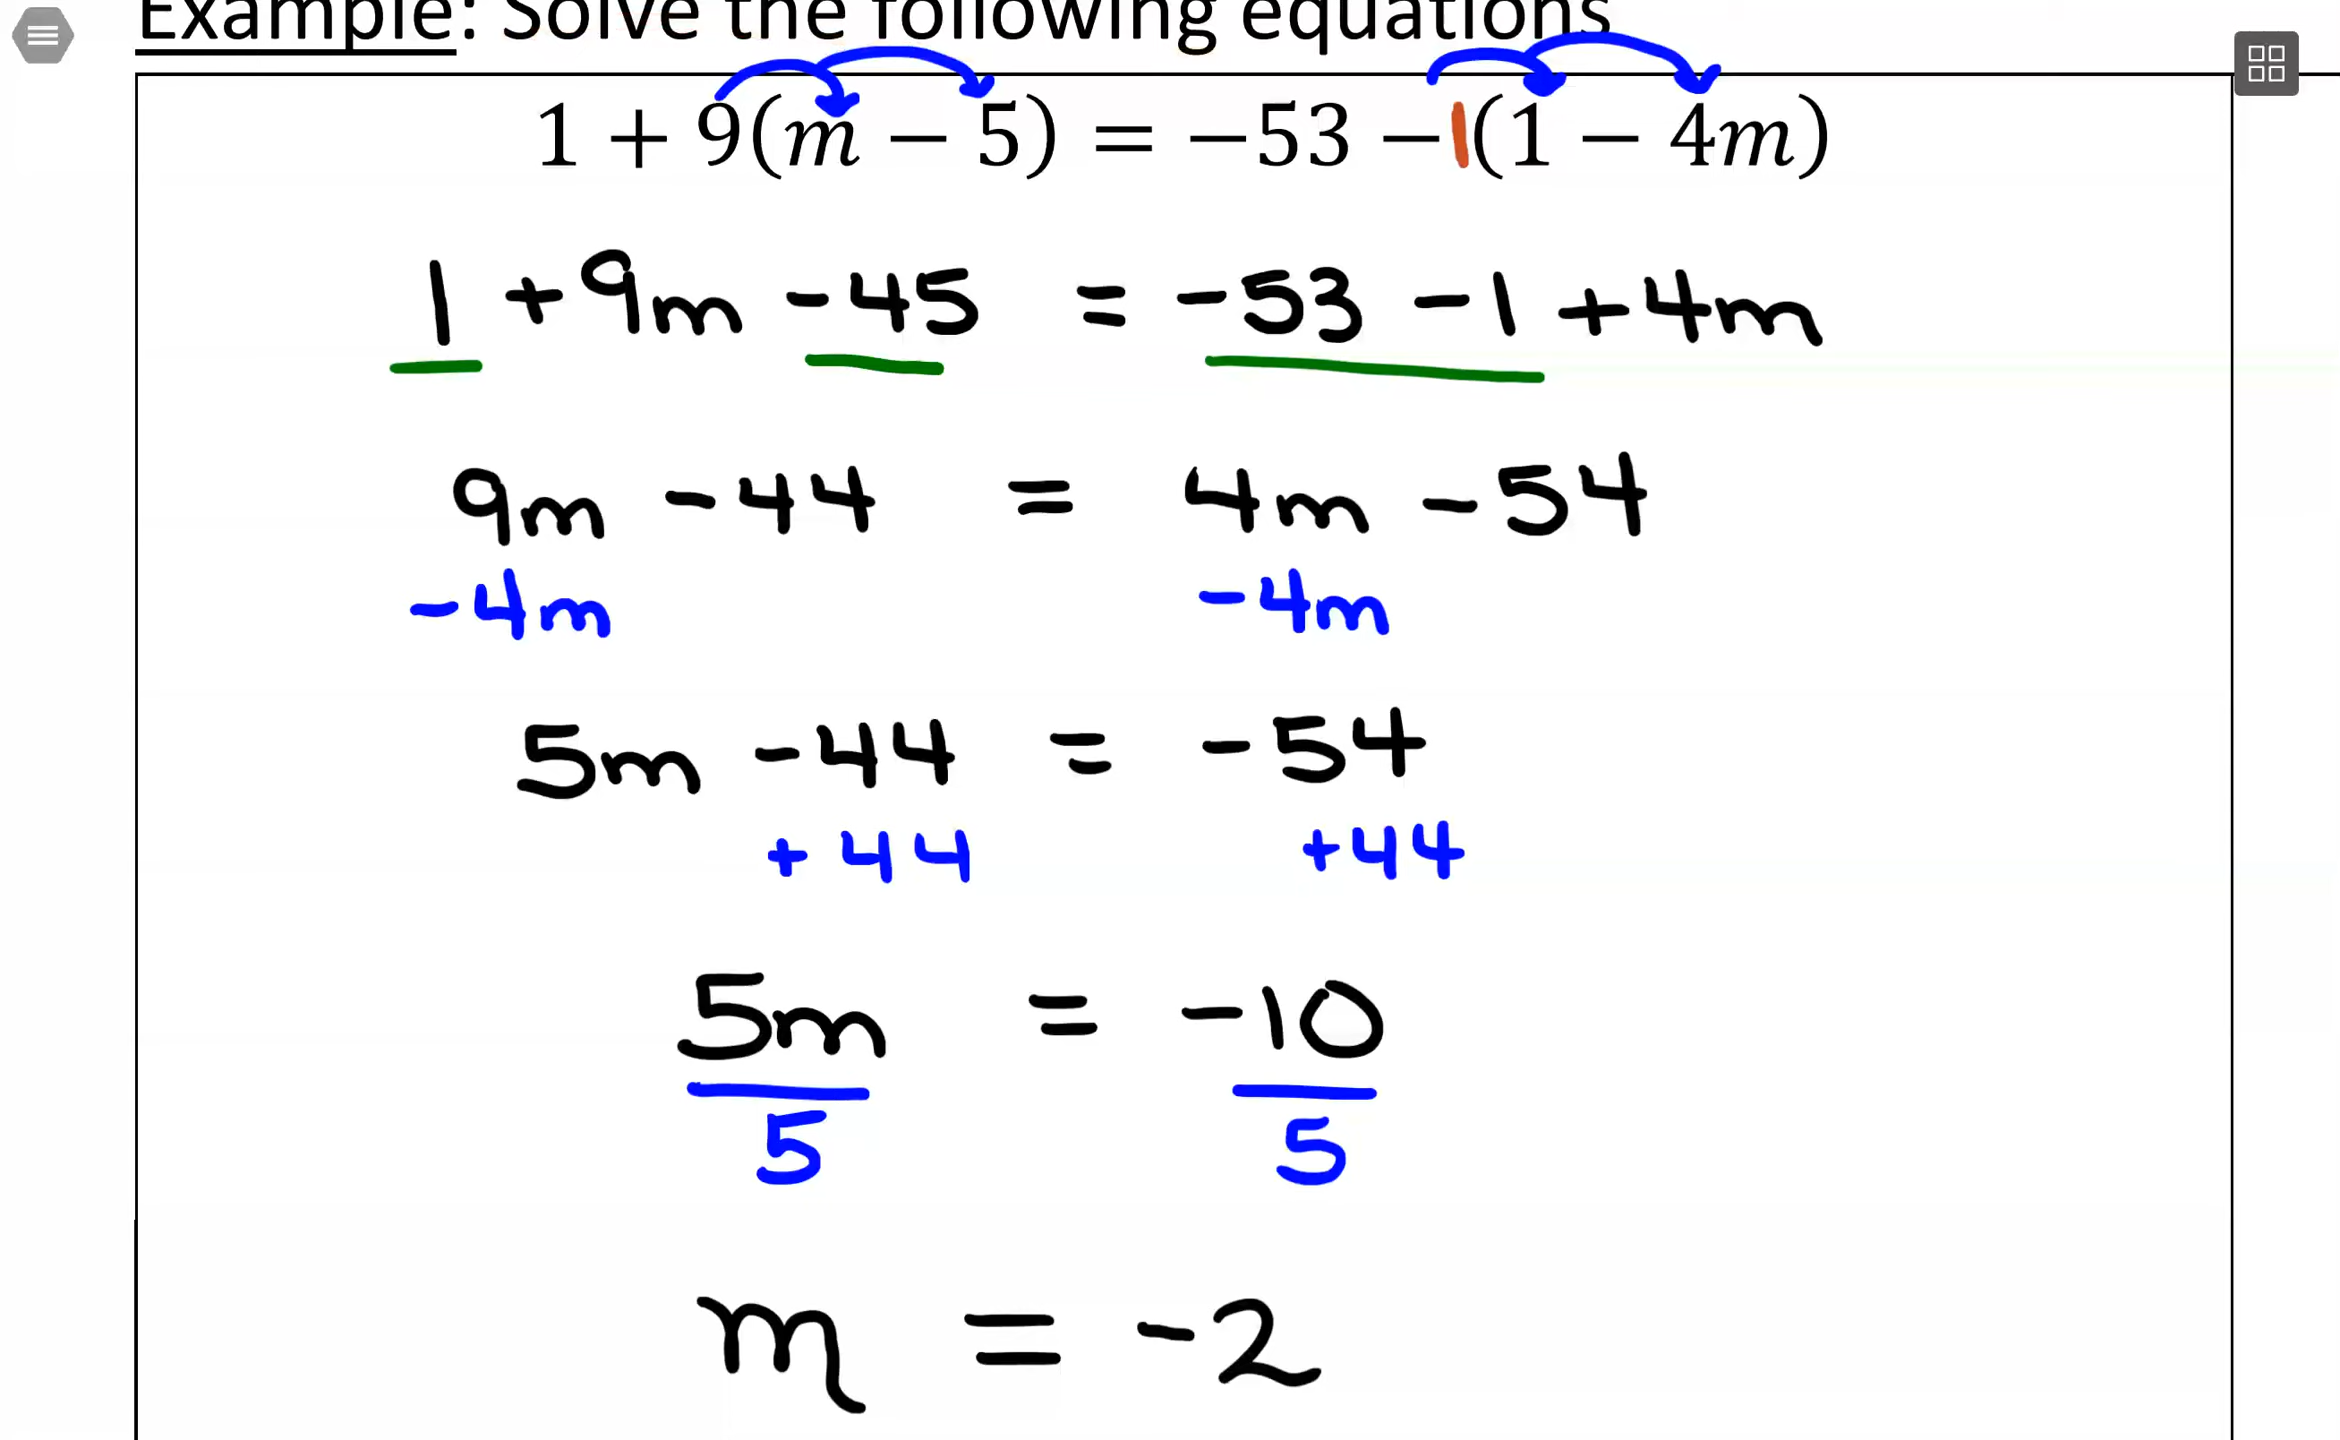 Example: Solve the following equations
1 + 9(m − 5) = −53 −1(1 − 4m)
1 + 9m - 45 = -53 - 1 + 4m
9m - 44 = 4m - 54
-4m -4m
5m - 44 = -54
+ 44 + 44
5m = -10
5 5
m = -2